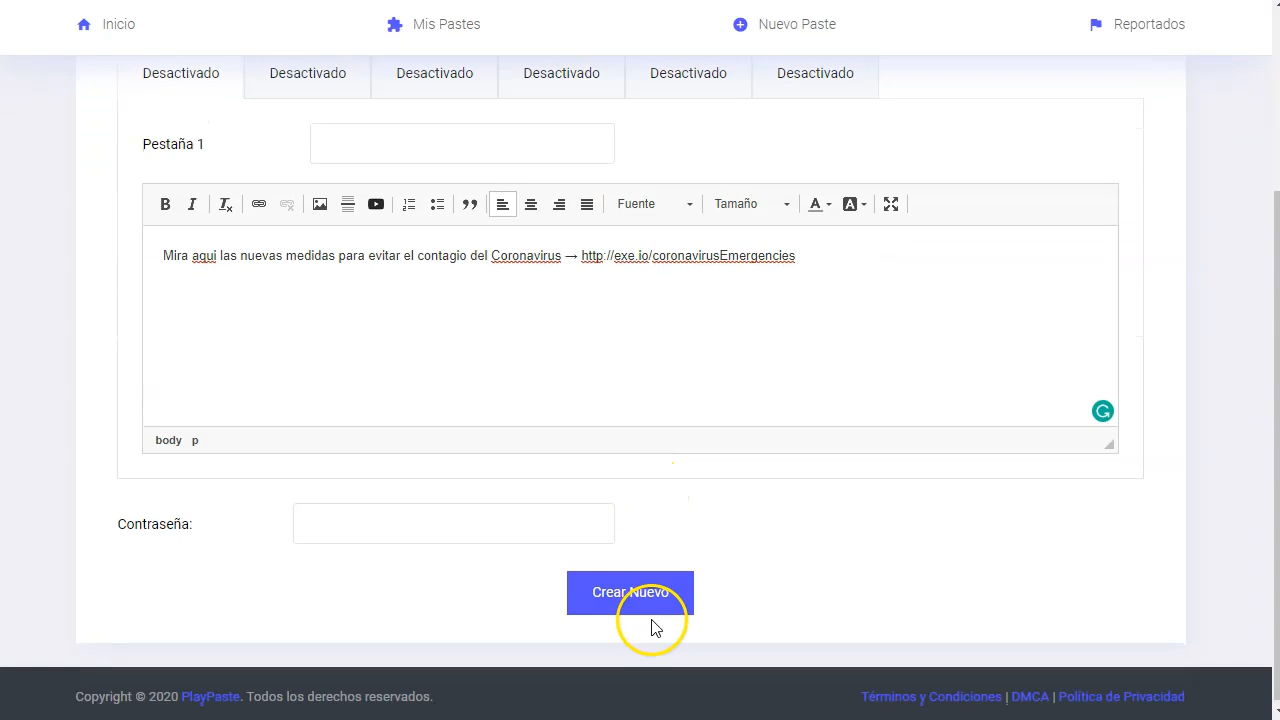 Inicio Mis Pastes Nuevo Paste Reportados
Desactivado Desactivado Desactivado Desactivado Desactivado Desactivado
Pestaña 1
B I Tx Fuente Tamaño A A
Mira aqui las nuevas medidas para evitar el contagio del Coronavirus → http://exe.io/coronavirusEmergencies
body p
Contraseña:
Crear Nuevo
Copyright © 2020 PlayPaste. Todos los derechos reservados. Términos y Condiciones | DMCA | Política de Privacidad